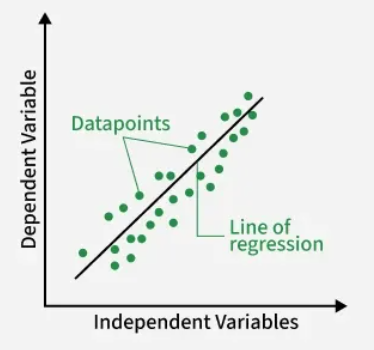 Datapoints
Dependent Variable
Line of
regression
Independent Variables